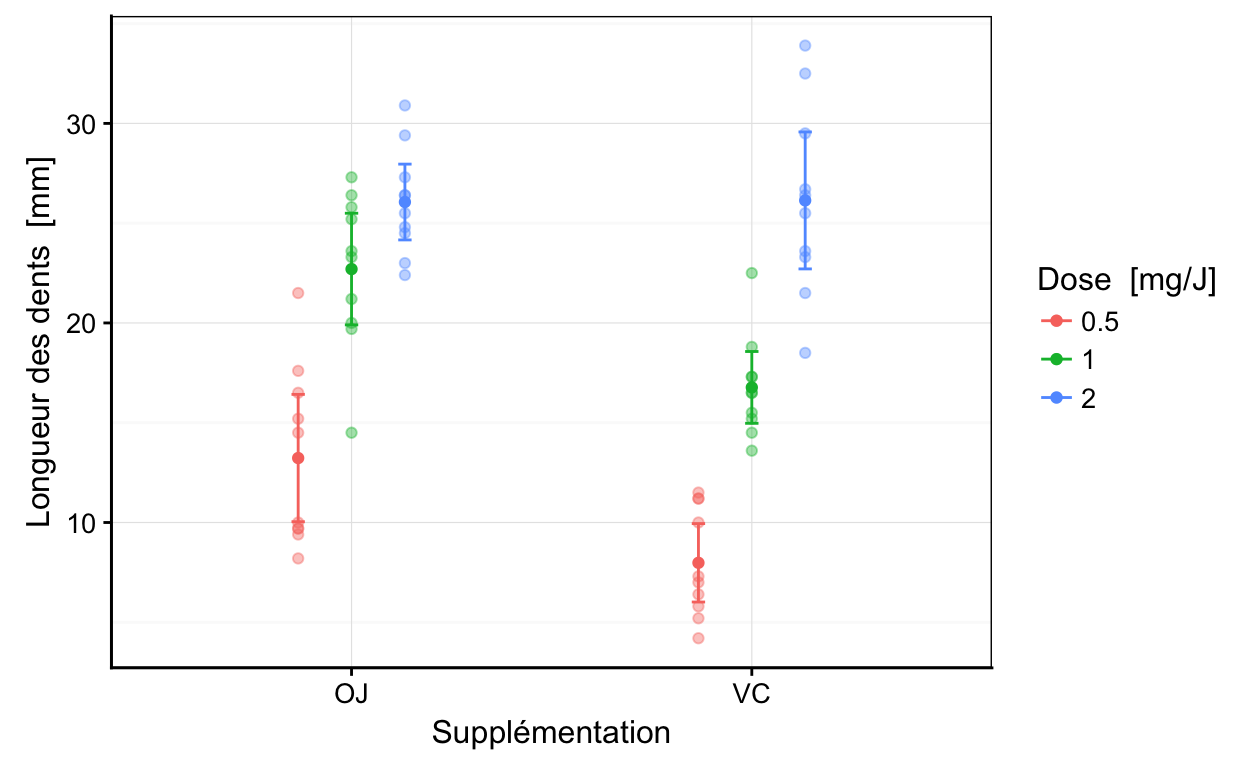 Longueur des dents [mm]
30
20
10
OJ
VC
Supplémentation
Dose [mg/J]
0.5
1
2